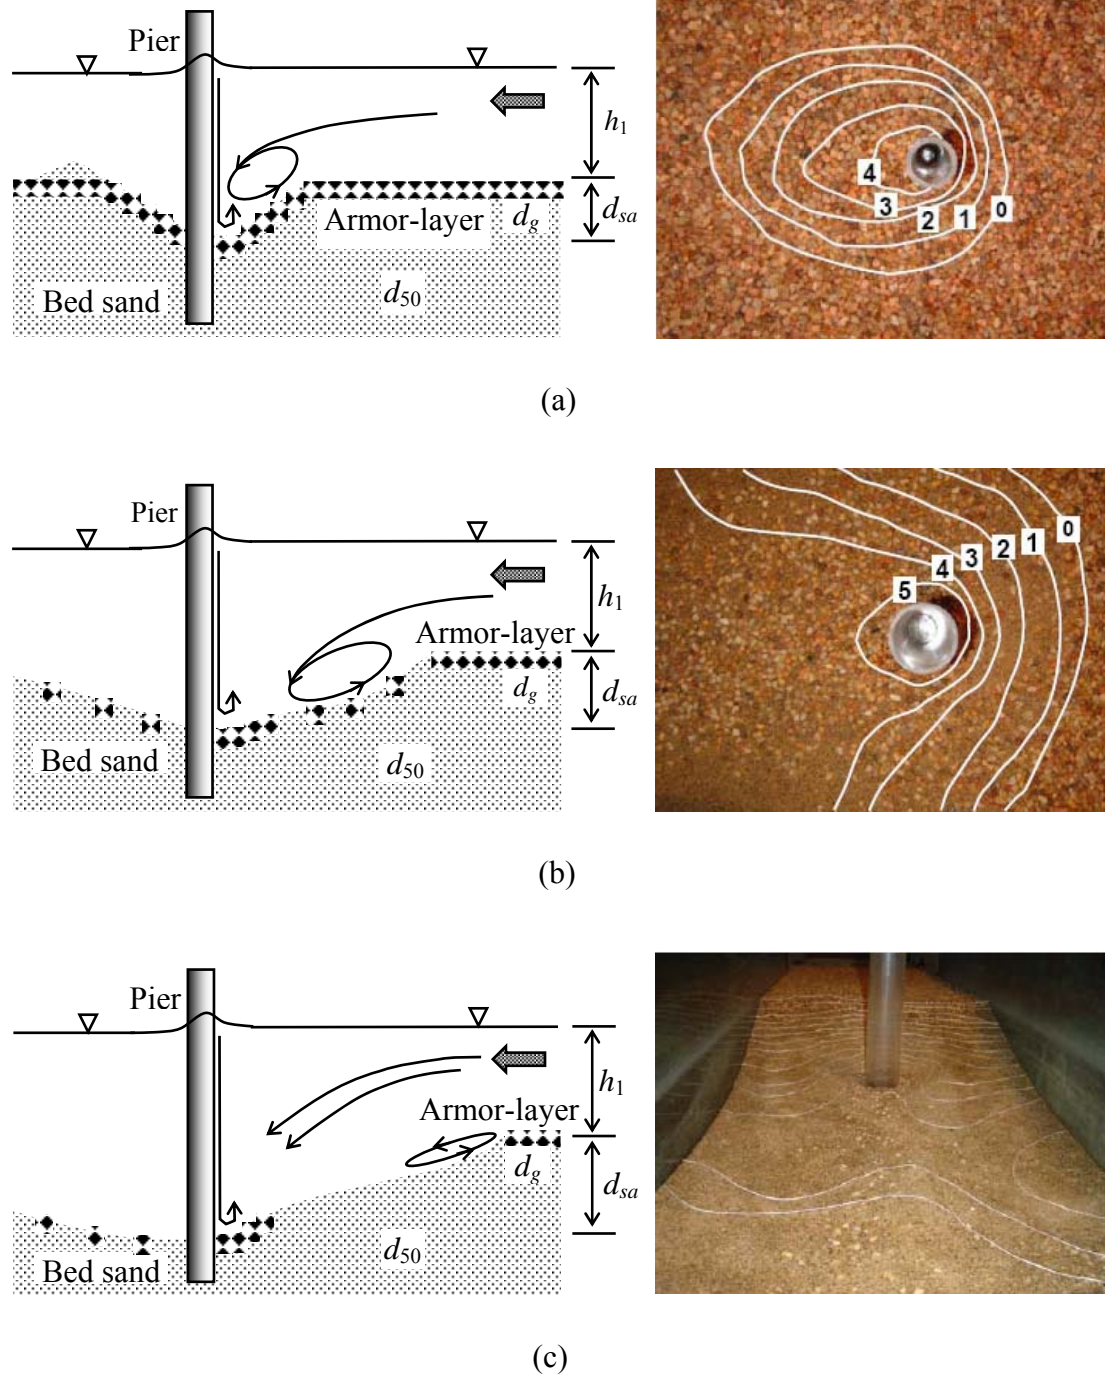 Pier
h1
Armor-layer
dg
dsa
Bed sand
d50
4
3
2
1
0
(a)
Pier
h1
Armor-layer
dg
dsa
Bed sand
d50
5
4
3
2
1
0
(b)
Pier
h1
Armor-layer
dg
dsa
Bed sand
d50
(c)